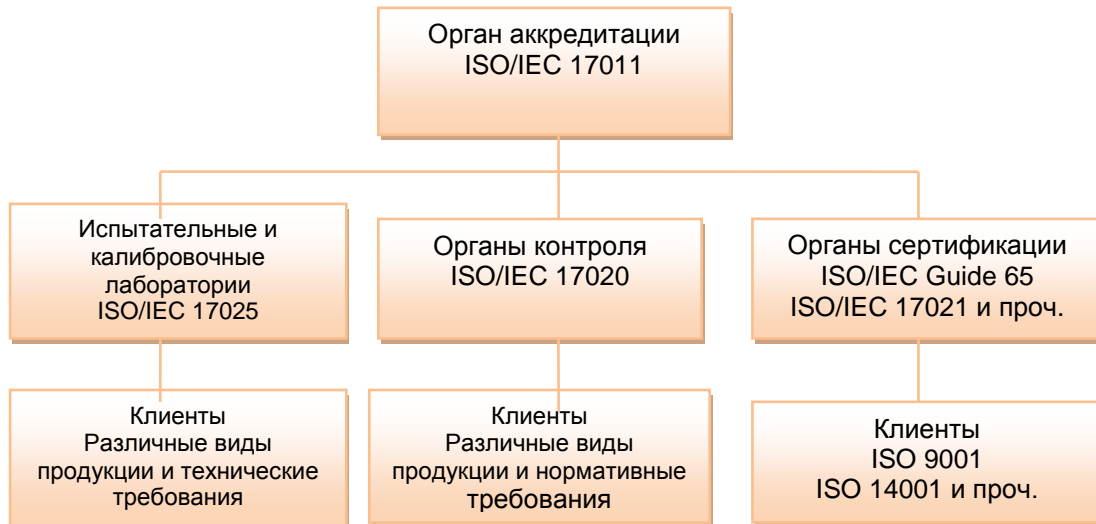 Орган аккредитации
ISO/IEC 17011
Испытательные и
калибровочные
лаборатории
ISO/IEC 17025
Органы контроля
ISO/IEC 17020
Органы сертификации
ISO/IEC Guide 65
ISO/IEC 17021 и проч.
Клиенты
Различные виды
продукции и технические
требования
Клиенты
Различные виды
продукции и нормативные
требования
Клиенты
ISO 9001
ISO 14001 и проч.